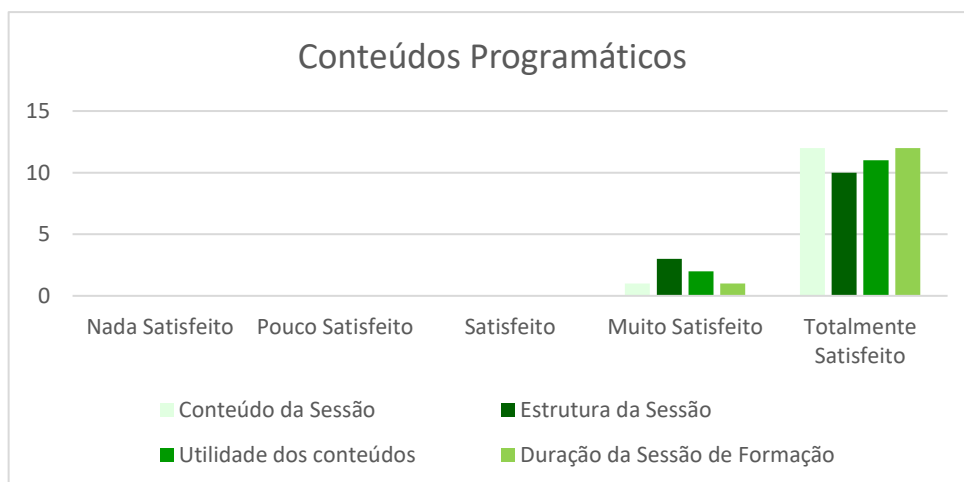 Conteúdos Programáticos
15
10
5
0
Nada Satisfeito
Pouco Satisfeito
Satisfeito
Muito Satisfeito
Totalmente
Satisfeito
Conteúdo da Sessão
Estrutura da Sessão
Utilidade dos conteúdos
Duração da Sessão de Formação